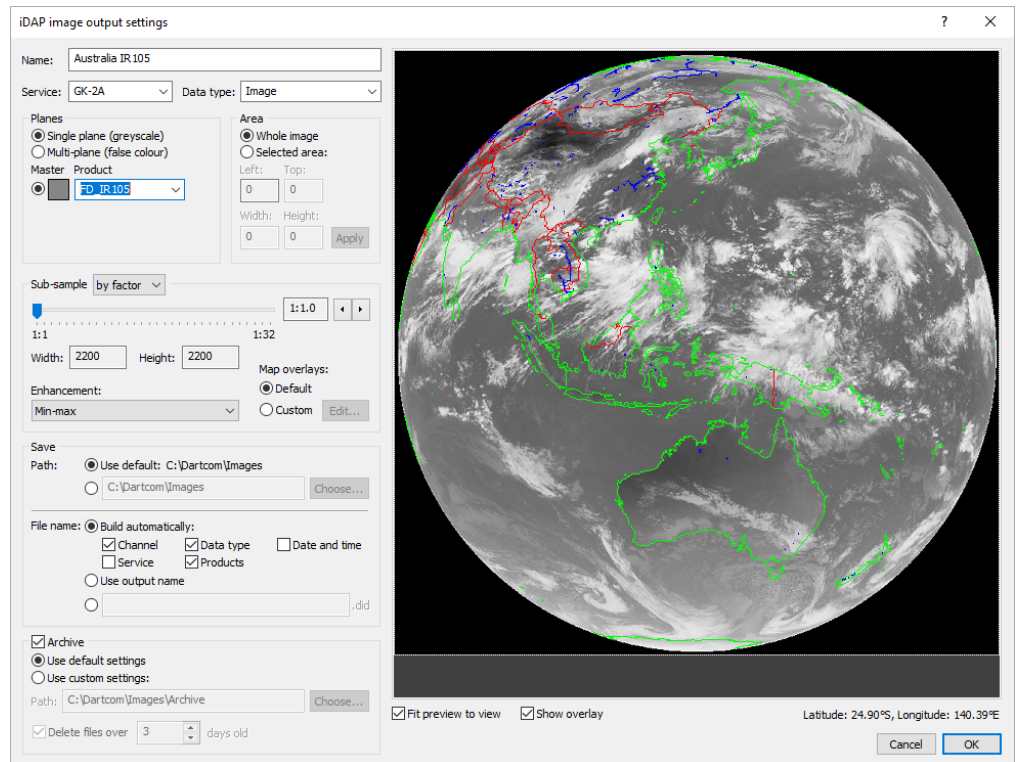 iDAP image output settings
Name: Australia IR105
Service: GK-2A Data type: Image
Planes
Single plane (greyscale)
Multi-plane (false colour)
Master Product
FD_IR105
Area
Whole image
Selected area:
Left: Top:
0 0
Width: Height:
0 0 Apply
Sub-sample by factor
1:1.0
1:1 1:32
Width: 2200 Height: 2200
Enhancement:
Min-max
Map overlays:
Default
Custom Edit...
Save
Path: Use default: C:\Dartcom\Images
C:\Dartcom\Images Choose...
File name: Build automatically:
Channel Data type Date and time
Service Products
Use output name
.did
Archive
Use default settings
Use custom settings:
Path: C:\Dartcom\Images\Archive Choose...
Delete files over 3 days old
Fit preview to view Show overlay Latitude: 24.90°S, Longitude: 140.39°E
Cancel OK